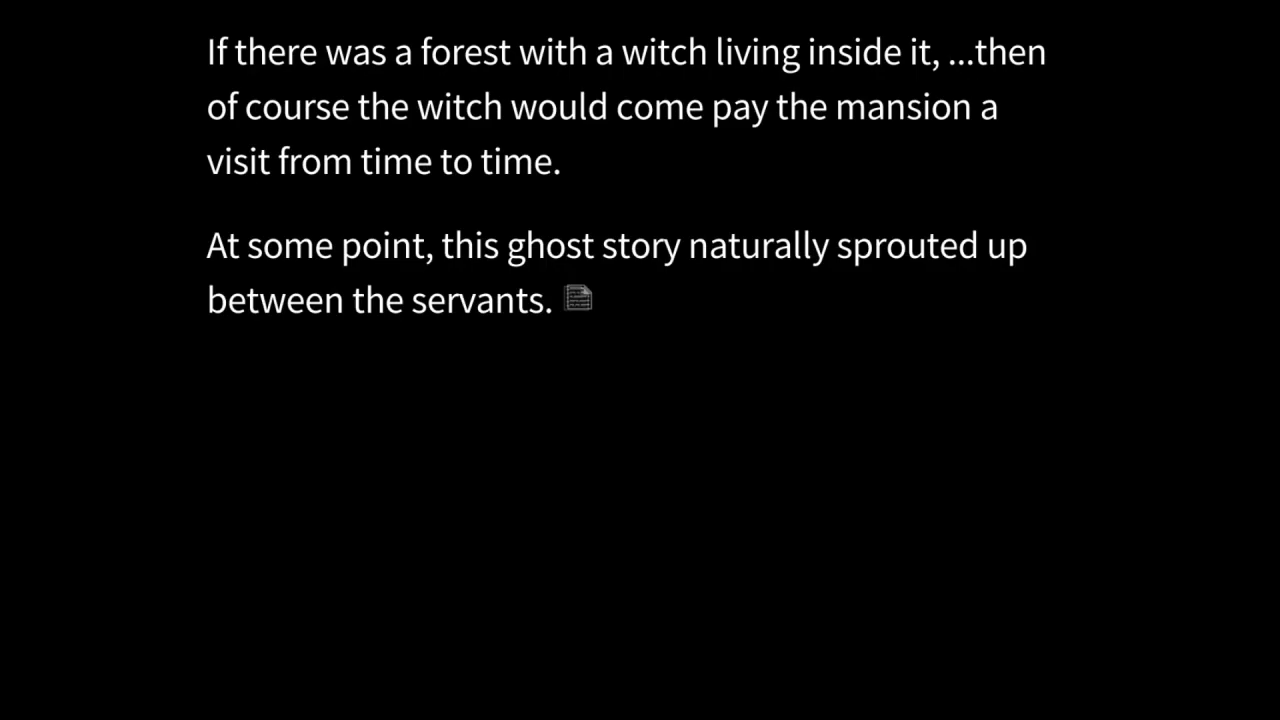 If there was a forest with a witch living inside it, ...then
of course the witch would come pay the mansion a
visit from time to time.
At some point, this ghost story naturally sprouted up
between the servants.